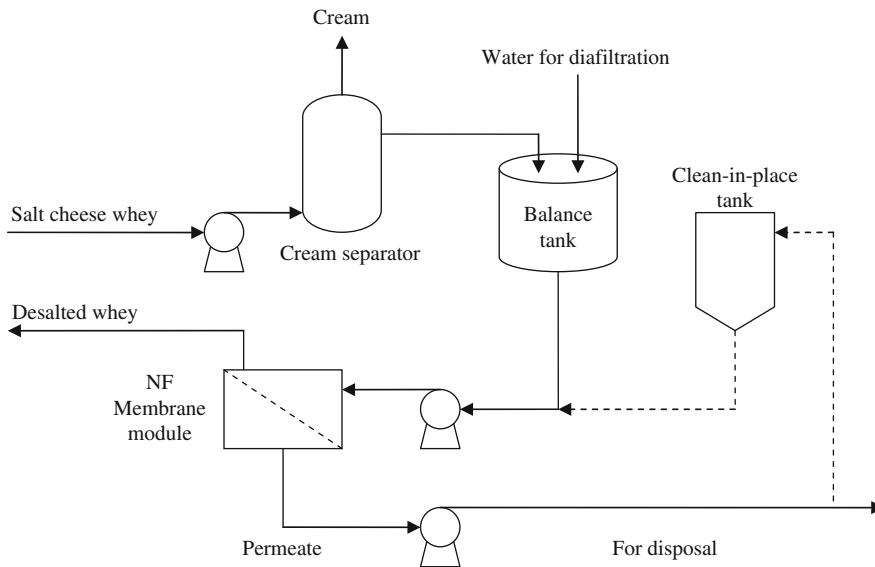 Cream
Water for diafiltration
Clean-in-place
tank
Salt cheese whey
Balance
tank
Cream separator
Desalted whey
NF
Membrane
module
Permeate
For disposal